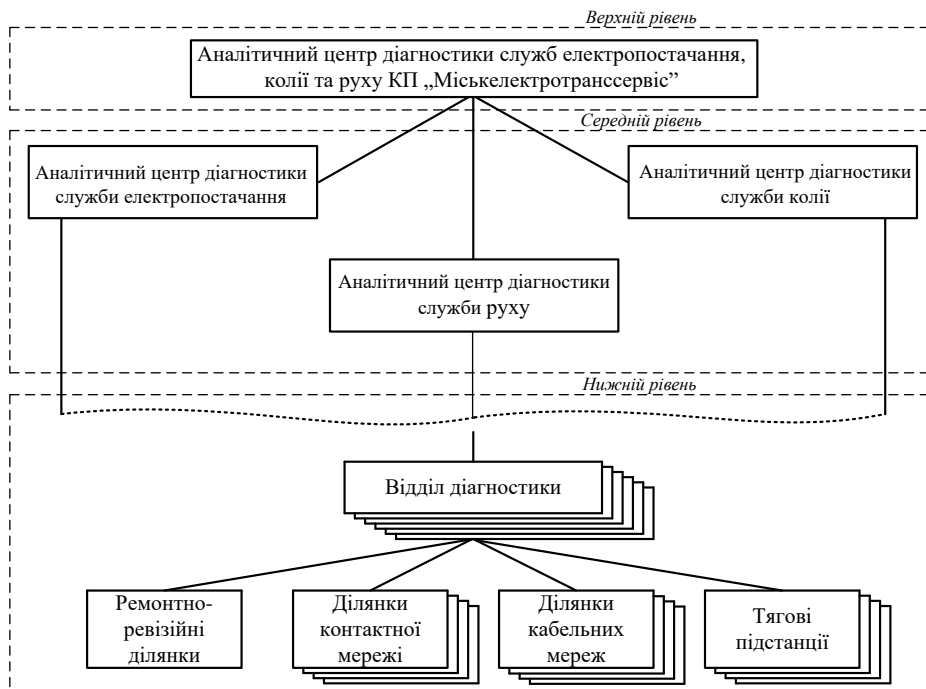 Верхній рівень
Аналітичний центр діагностики служб електропостачання,
колії та руху КП „Міськелектротранссервіс”
Середній рівень
Аналітичний центр діагностики
служби електропостачання
Аналітичний центр діагностики
служби колії
Аналітичний центр діагностики
служби руху
Нижній рівень
Відділ діагностики
Ремонтно-
ревізійні
ділянки
Ділянки
контактної
мережі
Ділянки
кабельних
мереж
Тягові
підстанції